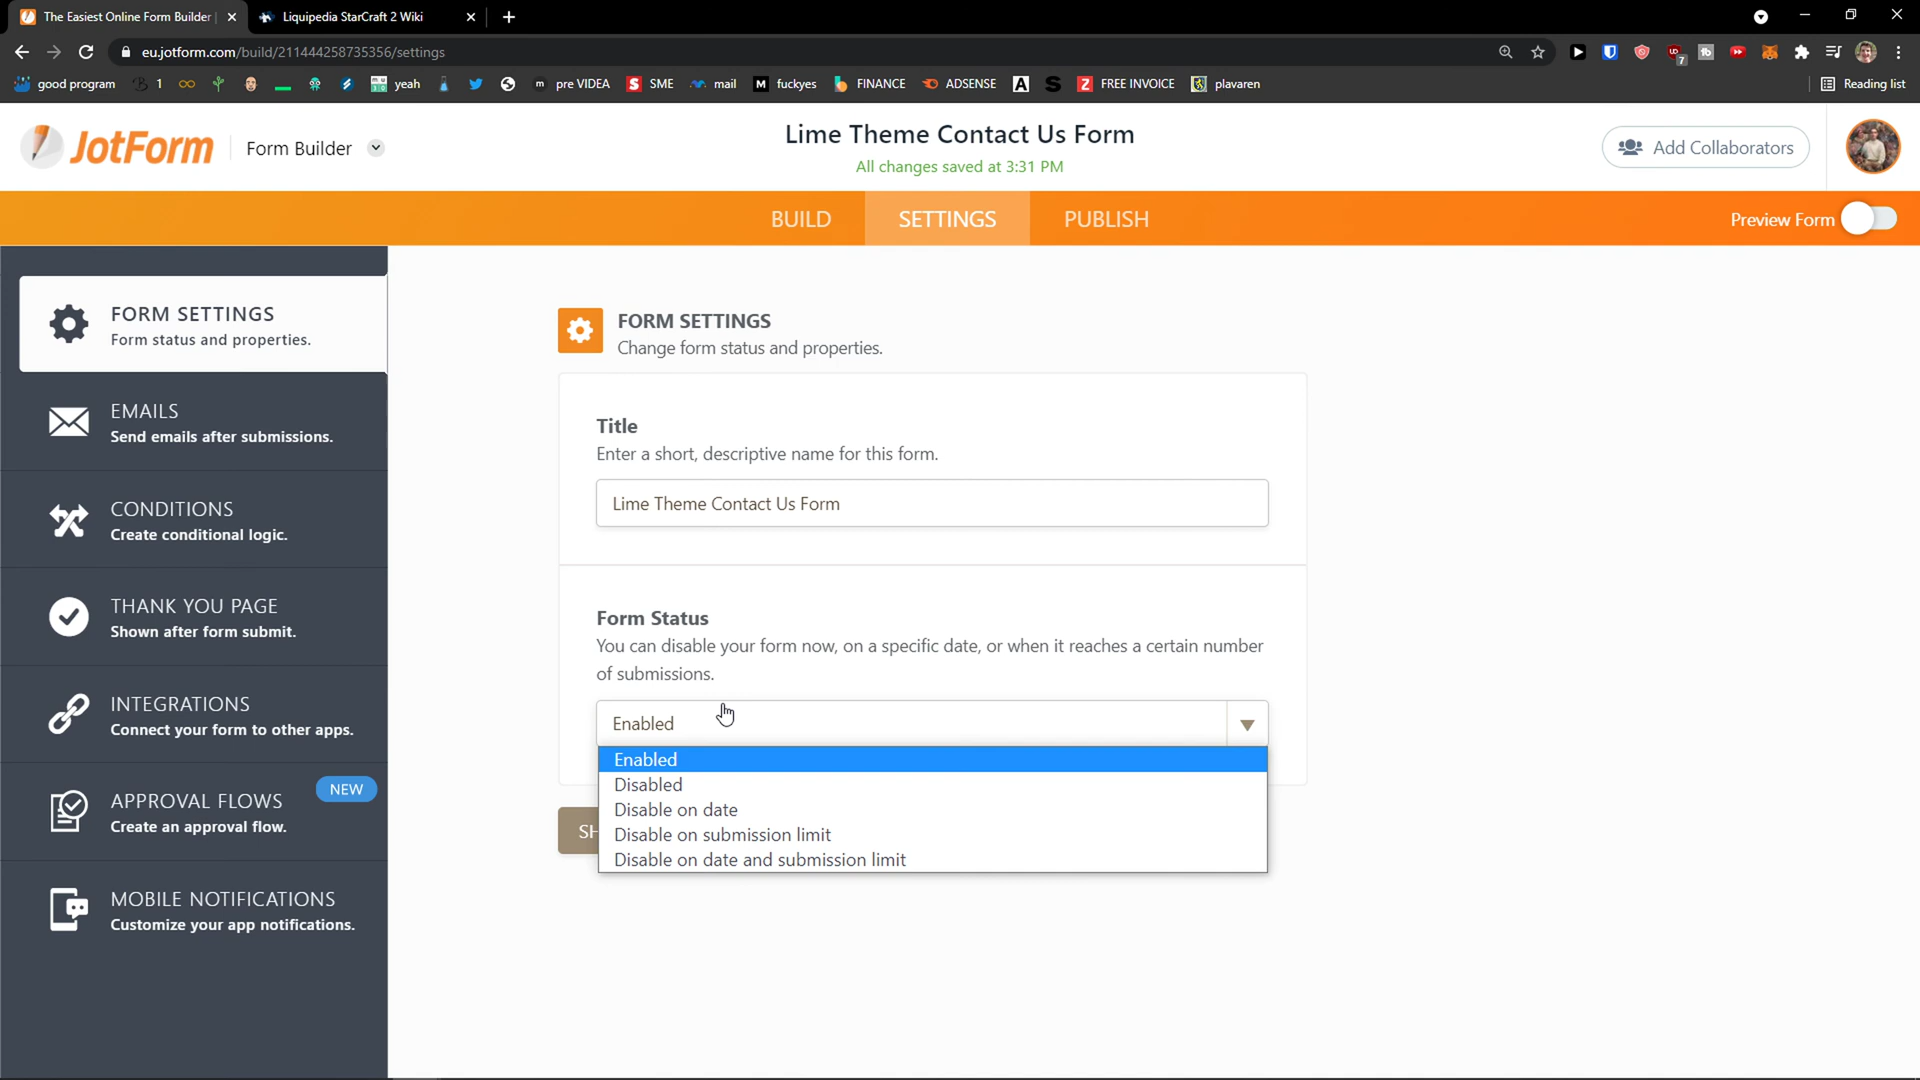 The Easiest Online Form Builder
Liquipedia StarCraft 2 Wiki
eu.jotform.com/build/211444258735356/settings
7
good program
1
yeah
pre VIDEA
SME
mail
fuckyes
FINANCE
ADSENSE
FREE INVOICE
plavaren
Reading list
JotForm
Form Builder
Lime Theme Contact Us Form
All changes saved at 3:31 PM
Add Collaborators
BUILD
SETTINGS
PUBLISH
Preview Form
FORM SETTINGS
Form status and properties.
EMAILS
Send emails after submissions.
CONDITIONS
Create conditional logic.
THANK YOU PAGE
Shown after form submit.
INTEGRATIONS
Connect your form to other apps.
APPROVAL FLOWS
NEW
Create an approval flow.
MOBILE NOTIFICATIONS
Customize your app notifications.
FORM SETTINGS
Change form status and properties.
Title
Enter a short, descriptive name for this form.
Lime Theme Contact Us Form
Form Status
You can disable your form now, on a specific date, or when it reaches a certain number
of submissions.
Enabled
Enabled
Disabled
Disable on date
Disable on submission limit
Disable on date and submission limit